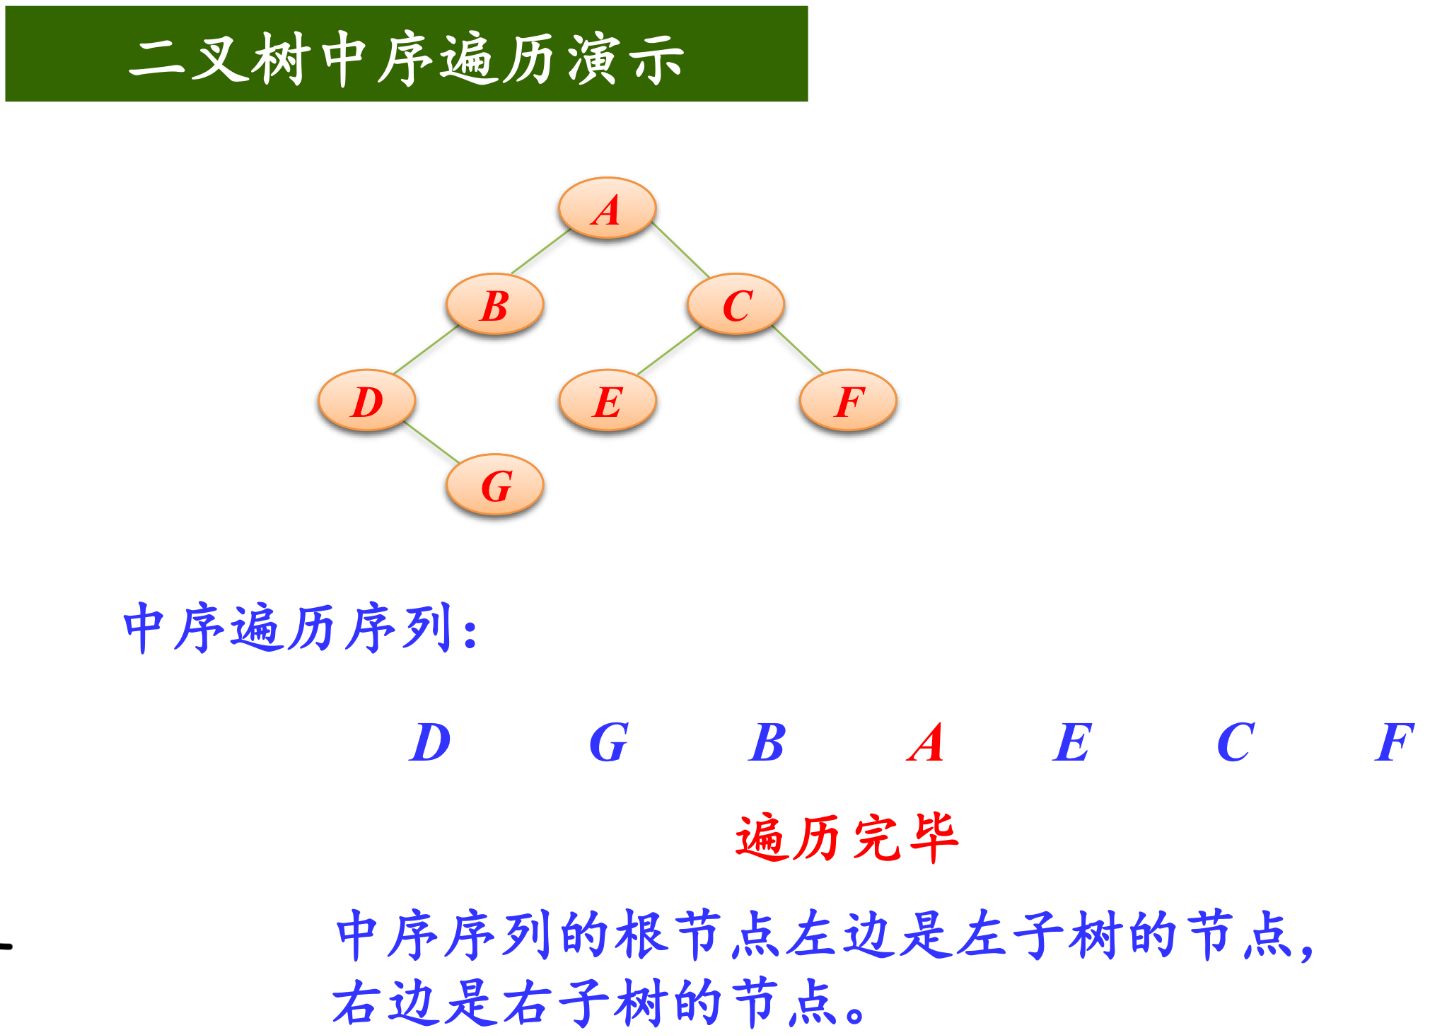 二叉树中序遍历演示
A
B C
D E F
G
中序遍历序列：
D G B A E C F
遍历完毕
中序序列的根节点左边是左子树的节点，
右边是右子树的节点。